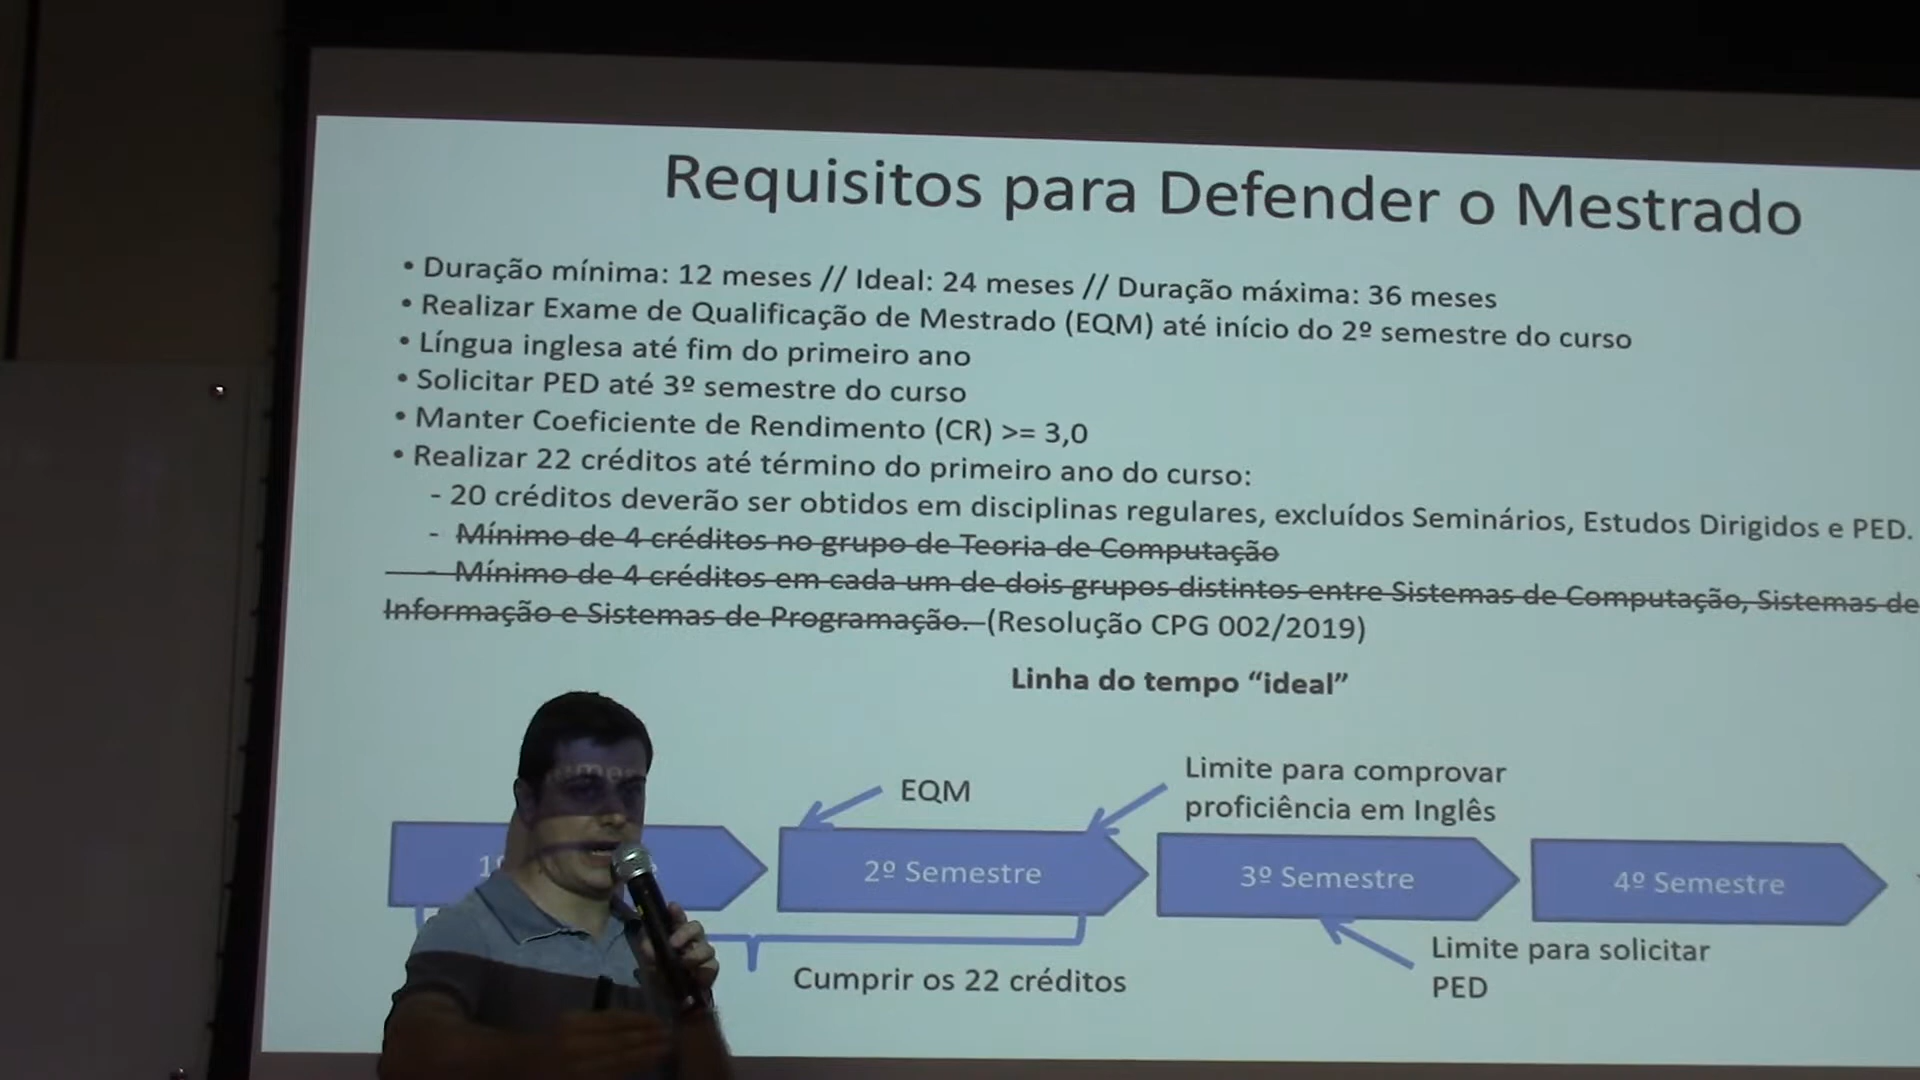 Requisitos para Defender o Mestrado
• Duração mínima: 12 meses // Ideal: 24 meses // Duração máxima: 36 meses
• Realizar Exame de Qualificação de Mestrado (EQM) até início do 2º semestre do curso
• Língua inglesa até fim do primeiro ano
• Solicitar PED até 3º semestre do curso
• Manter Coeficiente de Rendimento (CR) >= 3,0
• Realizar 22 créditos até término do primeiro ano do curso:
- 20 créditos deverão ser obtidos em disciplinas regulares, excluídos Seminários, Estudos Dirigidos e PED.
- Mínimo de 4 créditos no grupo de Teoria de Computação
- Mínimo de 4 créditos em cada um de dois grupos distintos entre Sistemas de Computação, Sistemas de
Informação e Sistemas de Programação. (Resolução CPG 002/2019)
Linha do tempo “ideal”
EQM
Limite para comprovar
proficiência em Inglês
2º Semestre
3º Semestre
4º Semestre
Cumprir os 22 créditos
Limite para solicitar
PED